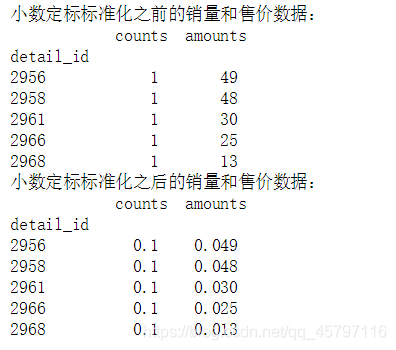 小数定标标准化之前的销量和售价数据：
counts amounts
detail_id
2956 1 49
2958 1 48
2961 1 30
2966 1 25
2968 1 13
小数定标标准化之后的销量和售价数据：
counts amounts
detail_id
2956 0.1 0.049
2958 0.1 0.048
2961 0.1 0.030
2966 0.1 0.025
2968 0.1 0.013
https://blog.csdn.net/qq_45797116